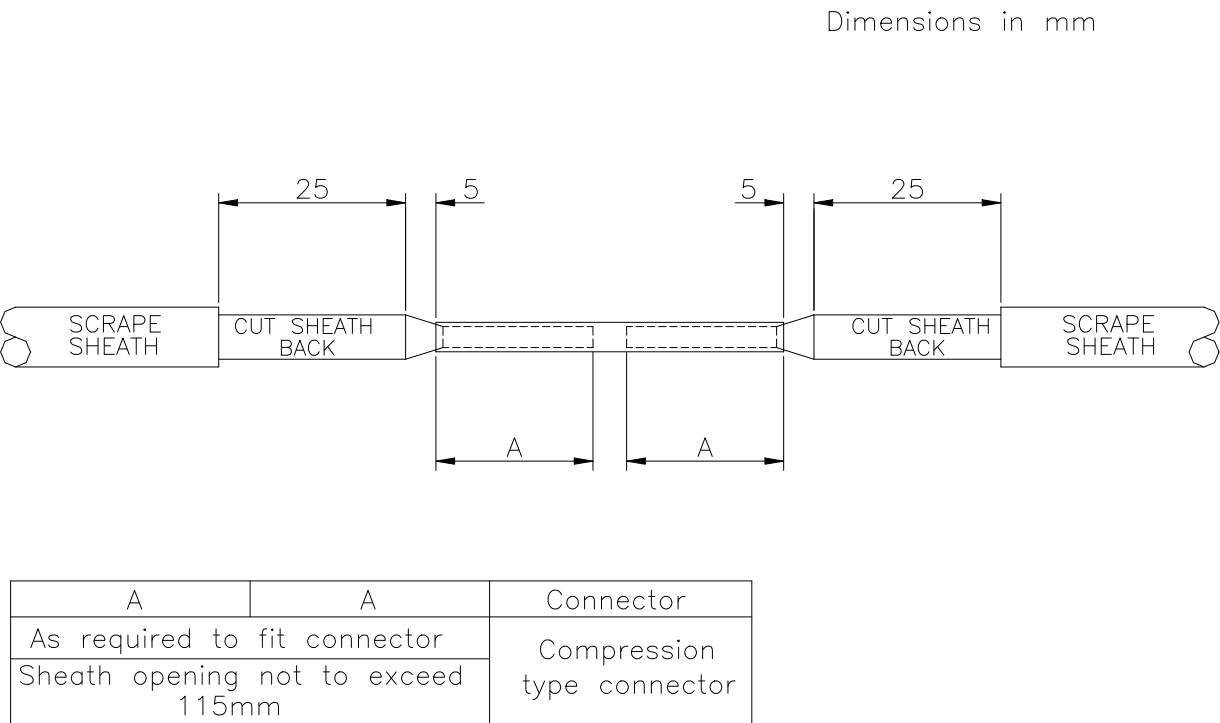 Dimensions in mm
25
5
5
25
SCRAPE
SHEATH
CUT SHEATH
BACK
CUT SHEATH
BACK
SCRAPE
SHEATH
A
A
A
A
Connector
As required to fit connector
Sheath opening not to exceed
115mm
Compression
type connector